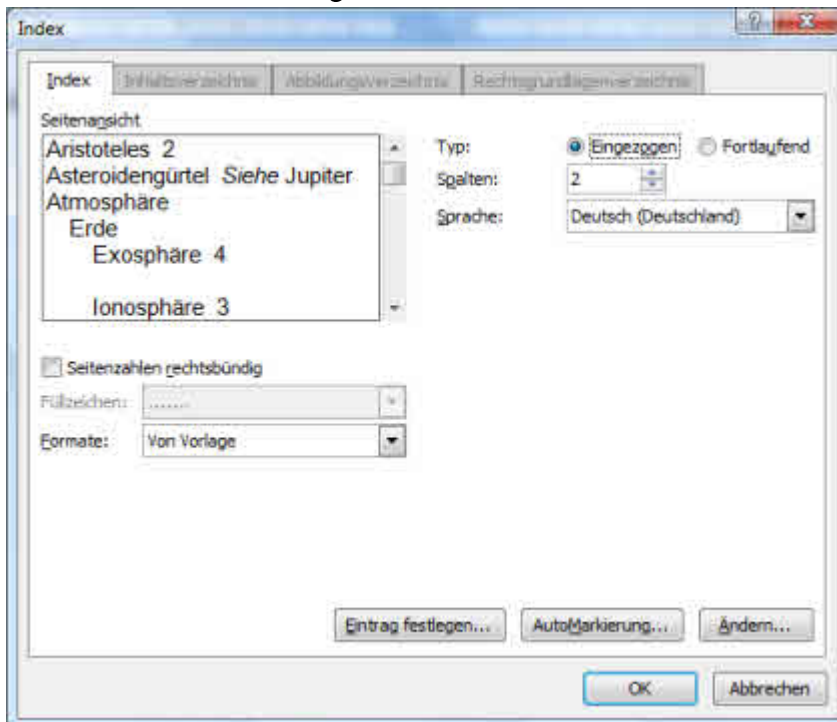 Index
Index Inhaltsverzeichnis Abbildungsverzeichnis Rechtsgrundlagenverzeichnis
Seitenansicht
Aristoteles 2
Asteroidengürtel Siehe Jupiter
Atmosphäre
Erde
Exosphäre 4
Ionosphäre 3
Typ: Eingezogen Fortlaufend
Spalten: 2
Sprache: Deutsch (Deutschland)
Seitenzahlen rechtsbündig
Füllzeichen: .......
Formate: Von Vorlage
Eintrag festlegen... AutoMarkierung... Ändern...
OK Abbrechen